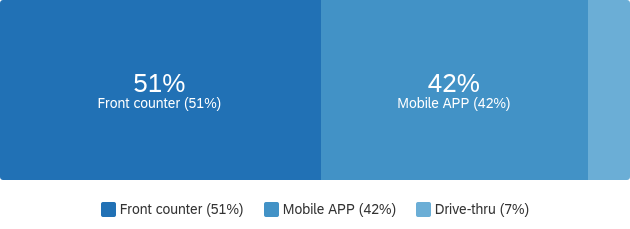 51%
Front counter (51%)
42%
Mobile APP (42%)
Front counter (51%) Mobile APP (42%) Drive-thru (7%)